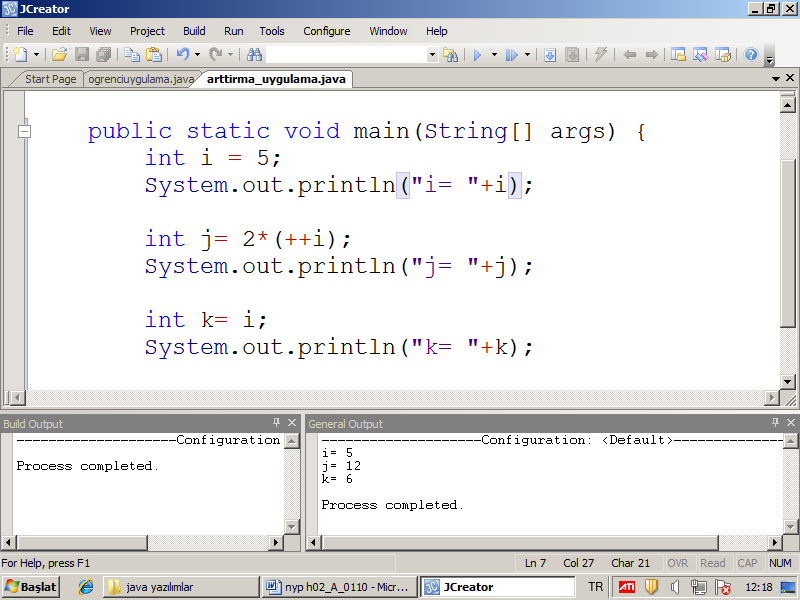 JCreator
File Edit View Project Build Run Tools Configure Window Help
Start Page ogrenciuygulama.java arttirma_uygulama.java
public static void main(String[] args) {
int i = 5;
System.out.println("i= "+i);
int j= 2*(++i);
System.out.println("j= "+j);
int k= i;
System.out.println("k= "+k);
Build Output
--------------------Configuration
Process completed.
General Output
--------------------Configuration: <Default>--------------
i= 5
j= 12
k= 6
Process completed.
For Help, press F1 Ln 7 Col 27 Char 21 OVR Read CAP NUM
Başlat java yazılımlar nyp h02_A_0110 - Micr... JCreator TR ATI 12:18